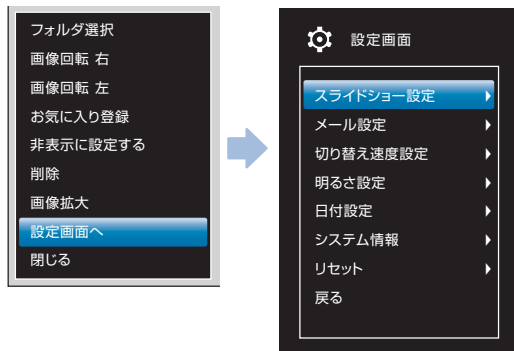 フォルダ選択
画像回転 右
画像回転 左
お気に入り登録
非表示に設定する
削除
画像拡大
設定画面へ
閉じる
設定画面
スライドショー設定
メール設定
切り替え速度設定
明るさ設定
日付設定
システム情報
リセット
戻る